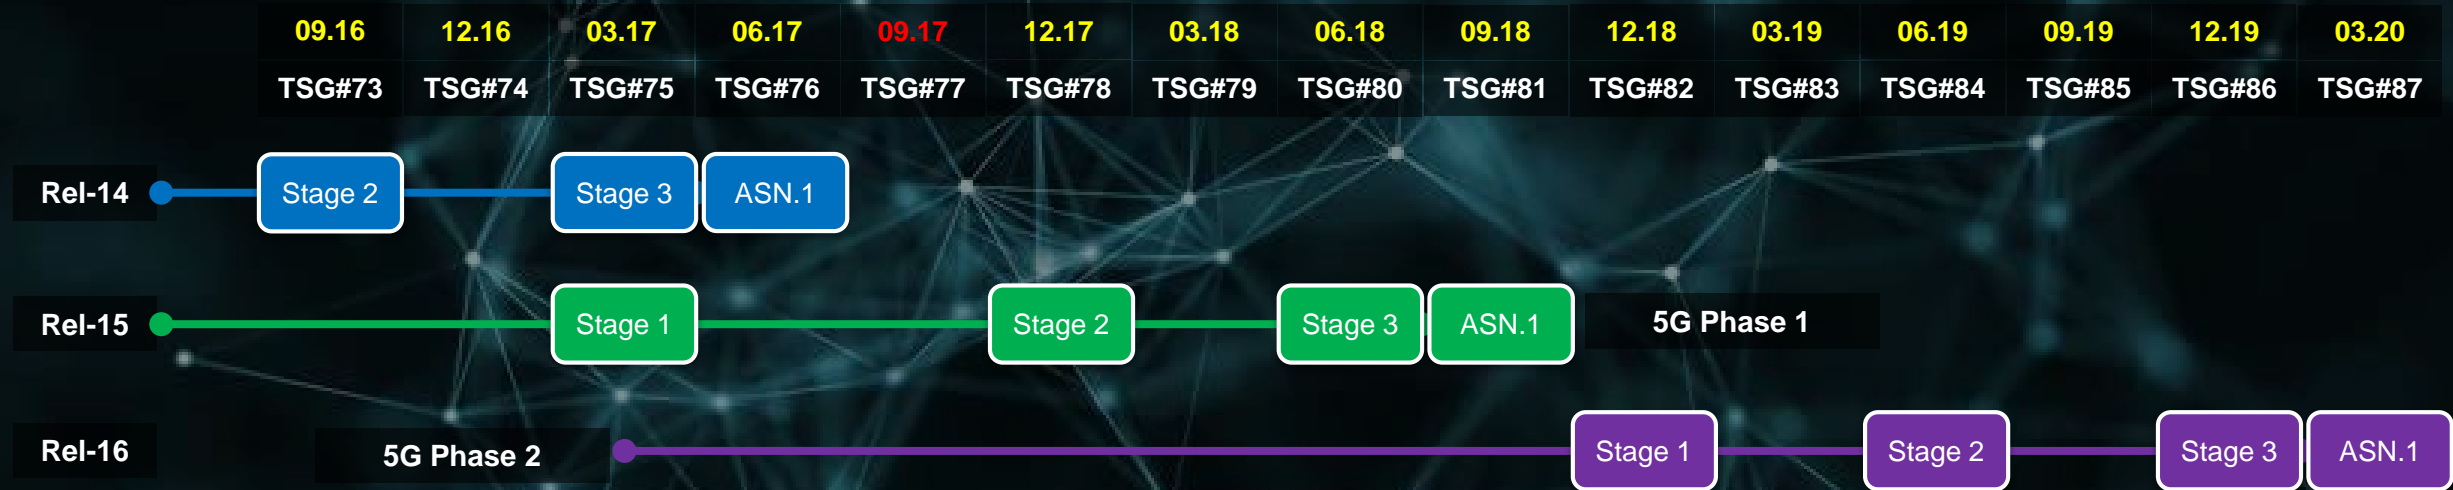 09.16 12.16 03.17 06.17 09.17 12.17 03.18 06.18 09.18 12.18 03.19 06.19 09.19 12.19 03.20
TSG#73 TSG#74 TSG#75 TSG#76 TSG#77 TSG#78 TSG#79 TSG#80 TSG#81 TSG#82 TSG#83 TSG#84 TSG#85 TSG#86 TSG#87
Rel-14 Stage 2 Stage 3 ASN.1
Rel-15 Stage 1 Stage 2 Stage 3 ASN.1 5G Phase 1
Rel-16 5G Phase 2 Stage 1 Stage 2 Stage 3 ASN.1